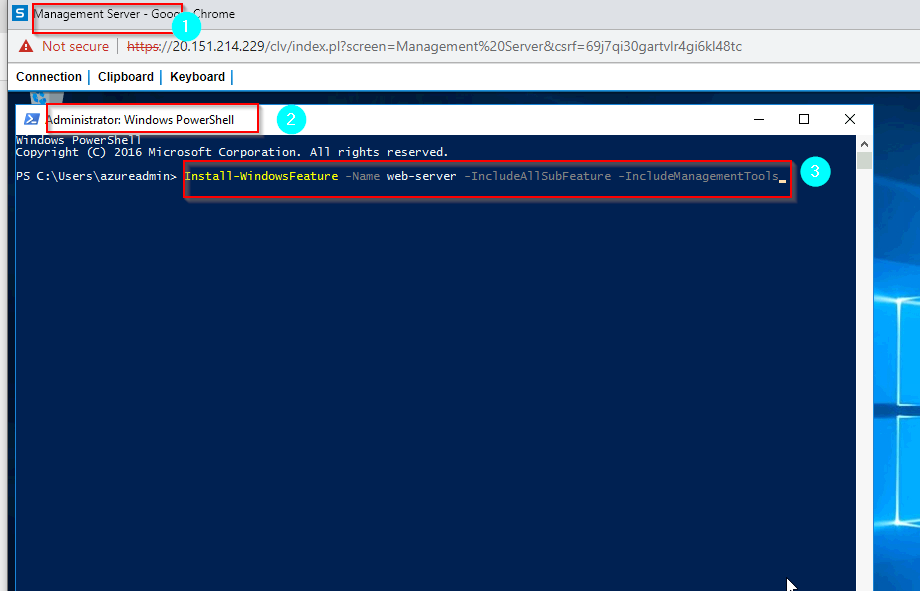 S Management Server - Goog Chrome
1
Not secure | https://20.151.214.229/clv/index.pl?screen=Management%20Server&csrf=69j7qi30gartvlr4gi6kl48tc
Connection | Clipboard | Keyboard |
Administrator: Windows PowerShell
2
Windows PowerShell
Copyright (C) 2016 Microsoft Corporation. All rights reserved.
PS C:\Users\azureadmin> Install-WindowsFeature -Name web-server -IncludeAllSubFeature -IncludeManagementTools_
3